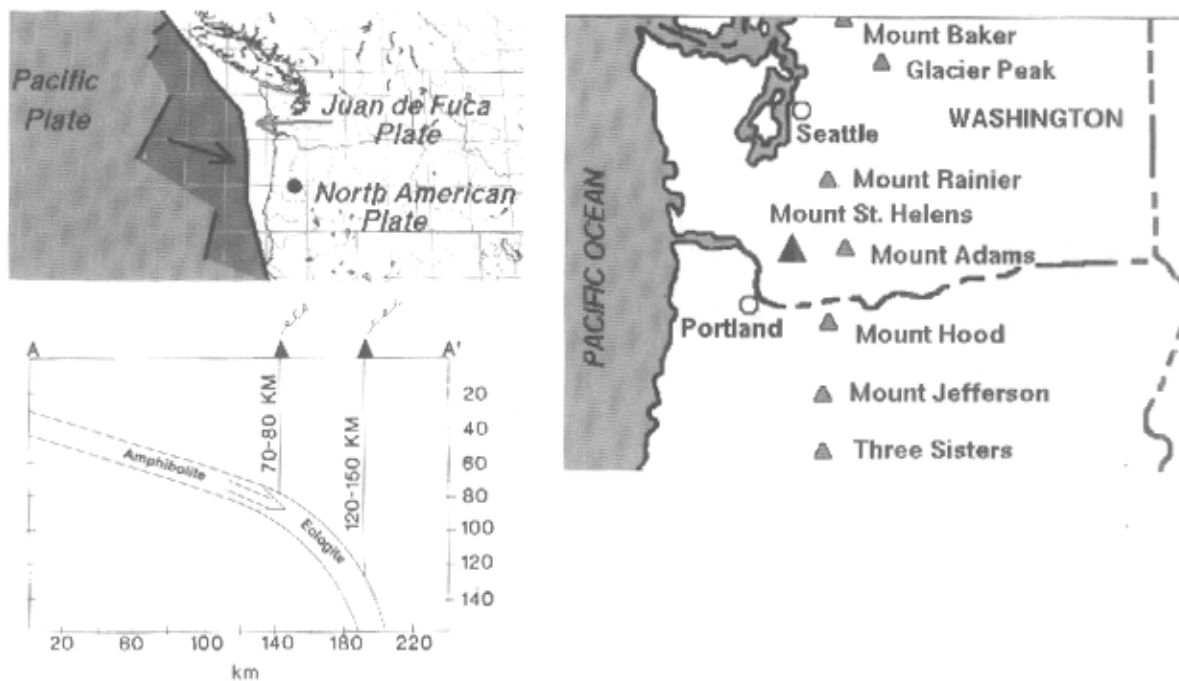 Pacific
Plate
Juan de Fuca
Plate
North American
Plate
Mount Baker
Glacier Peak
WASHINGTON
Seattle
Mount Rainier
Mount St. Helens
Mount Adams
PACIFIC OCEAN
Portland
Mount Hood
Mount Jefferson
Three Sisters
A
A'
70-80 KM
120-150 KM
Amphibolite
Eclogite
20
40
60
80
100
120
140
20
60
100
140
180
220
km